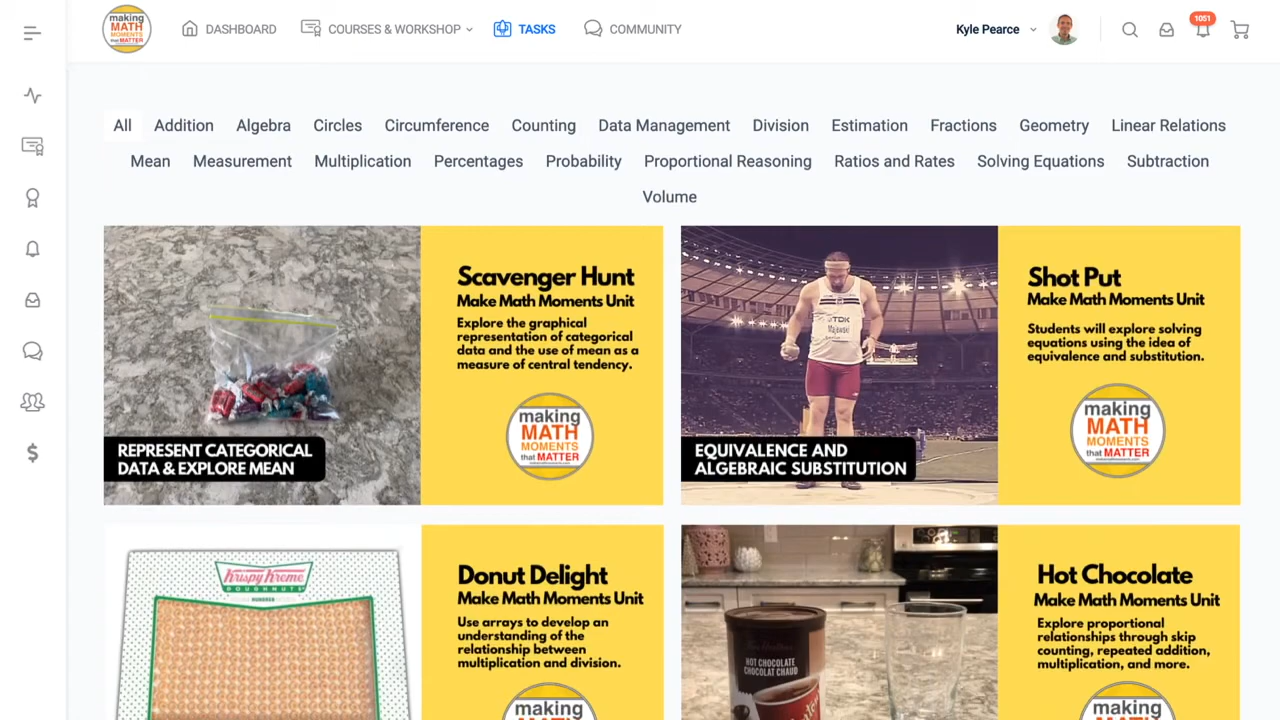 making
MATH
MOMENTS
that MATTER
DASHBOARD
COURSES & WORKSHOP
TASKS
COMMUNITY
Kyle Pearce
1051
All Addition Algebra Circles Circumference Counting Data Management Division Estimation Fractions Geometry Linear Relations
Mean Measurement Multiplication Percentages Probability Proportional Reasoning Ratios and Rates Solving Equations Subtraction
Volume
REPRESENT CATEGORICAL
DATA & EXPLORE MEAN
Scavenger Hunt
Make Math Moments Unit
Explore the graphical
representation of categorical
data and the use of mean as a
measure of central tendency.
making
MATH
MOMENTS
that MATTER
TDK
Majewski
EQUIVALENCE AND
ALGEBRAIC SUBSTITUTION
Shot Put
Make Math Moments Unit
Students will explore solving
equations using the idea of
equivalence and substitution.
making
MATH
MOMENTS
that MATTER
Krispy Kreme
DOUGHNUTS
Donut Delight
Make Math Moments Unit
Use arrays to develop an
understanding of the
relationship between
multiplication and division.
making
MATH
HOT CHOCOLATE
CHOCOLAT CHAUD
Hot Chocolate
Make Math Moments Unit
Explore proportional
relationships through skip
counting, repeated addition,
multiplication, and more.
making
MATH